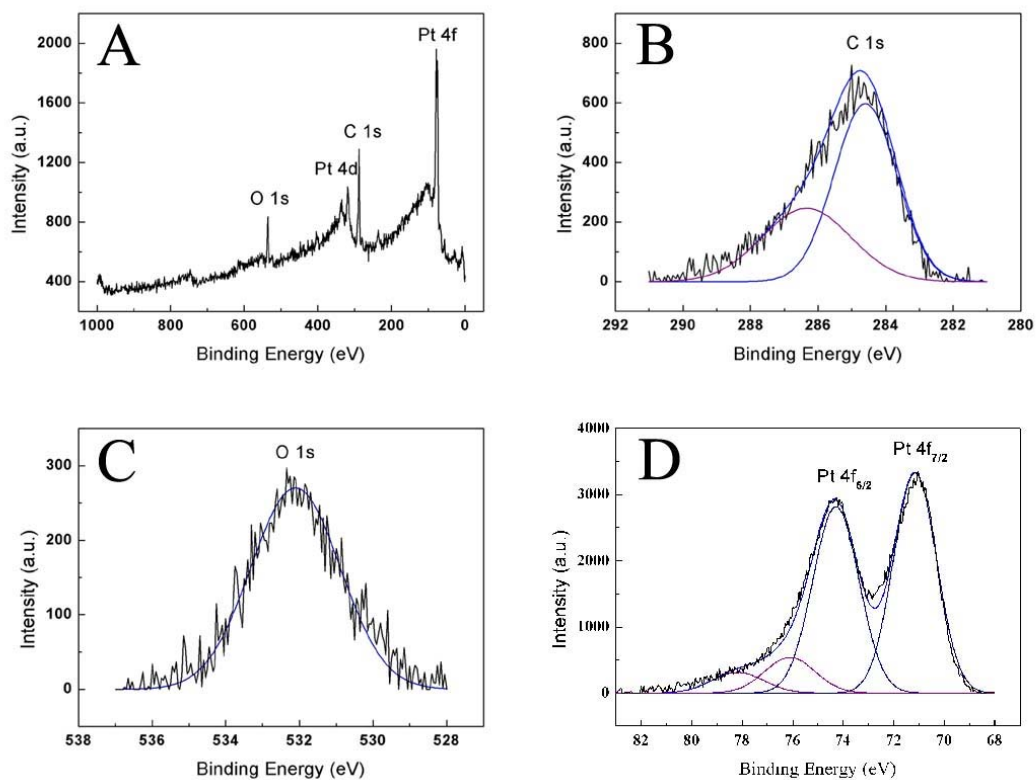 A
Pt 4f
C 1s
Pt 4d
O 1s
2000
1600
1200
800
400
Intensity (a.u.)
1000 800 600 400 200 0
Binding Energy (eV)
B
C 1s
800
600
400
200
0
Intensity (a.u.)
292 290 288 286 284 282 280
Binding Energy (eV)
C
O 1s
300
200
100
0
Intensity (a.u.)
538 536 534 532 530 528
Binding Energy (eV)
D
Pt 4f7/2
Pt 4f5/2
4000
3000
2000
1000
0
Intensity (a.u.)
82 80 78 76 74 72 70 68
Binding Energy (eV)